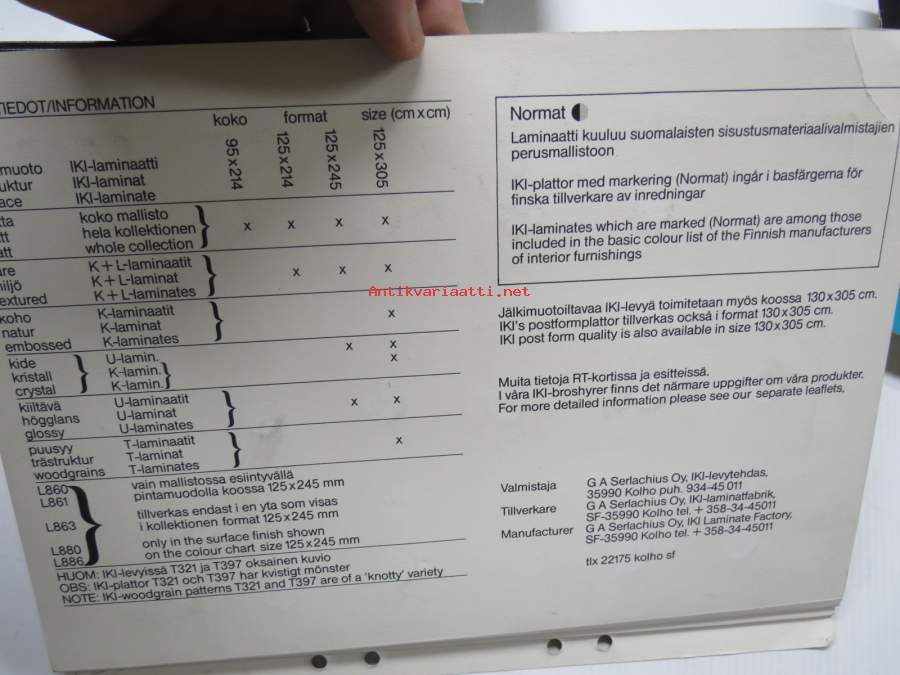 TIEDOT/INFORMATION
koko format size (cm x cm)
95x214 125x214 125x245 125x305
muoto IKI-laminaatti
uktur IKI-laminat
ace IKI-laminate
tta koko mallisto
tt hela kollektionen x x x x
att whole collection
are K+L-laminaatit
niljö K+L-laminat x x x
extured K+L-laminates
koho K-laminaatit
natur K-laminat x
embossed K-laminates
kide U-lamin. x x
kristall K-lamin. x
crystal K-lamin.
kiiltävä U-laminaatit
högglans U-laminat x x
glossy U-laminates
puusyy T-laminaatit
trästruktur T-laminat x
woodgrains T-laminates
L860 vain mallistossa esiintyvällä
L861 pintamuodolla koossa 125x245 mm
tillverkas endast i en yta som visas
L863 i kollektionen format 125x245 mm
only in the surface finish shown
L880 on the colour chart size 125x245 mm
L886
HUOM: IKI-levyissä T321 ja T397 oksainen kuvio
OBS: IKI-plattor T321 och T397 har kvistigt mönster
NOTE: IKI-woodgrain patterns T321 and T397 are of a 'knotty' variety
Normat
Laminaatti kuuluu suomalaisten sisustusmateriaalivalmistajien
perusmallistoon
IKI-plattor med markering (Normat) ingår i basfärgerna för
finska tillverkare av inredningar
IKI-laminates which are marked (Normat) are among those
included in the basic colour list of the Finnish manufacturers
of interior furnishings
Antikvariaatti.net
Jälkimuotoiltavaa IKI-levyä toimitetaan myös koossa 130x305 cm.
IKI's postformplattor tillverkas också i format 130x305 cm.
IKI post form quality is also available in size 130x305 cm.
Muita tietoja RT-kortissa ja esitteissä.
I våra IKI-broshyrer finns det närmare uppgifter om våra produkter.
For more detailed information please see our separate leaflets.
Valmistaja G A Serlachius Oy, IKI-levytehdas,
35990 Kolho puh. 934-45 011
Tillverkare G A Serlachius Oy, IKI-laminatfabrik,
SF-35990 Kolho tel. + 358-34-45011
Manufacturer G A Serlachius Oy, IKI Laminate Factory,
SF-35990 Kolho tel. + 358-34-45011
tlx 22175 kolho sf